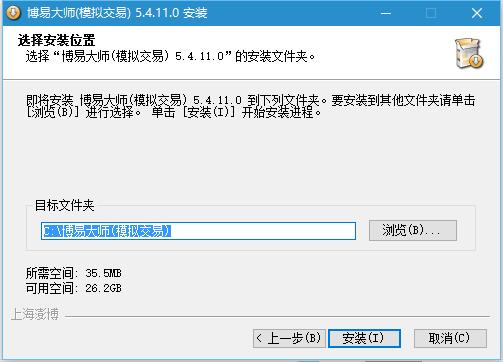 博易大师(模拟交易) 5.4.11.0 安装
选择安装位置
选择“博易大师(模拟交易) 5.4.11.0”的安装文件夹。
即将安装 博易大师(模拟交易) 5.4.11.0 到下列文件夹。要安装到其他文件夹请单击
[浏览(B)] 进行选择。 单击 [安装(I)] 开始安装进程。
目标文件夹
C:\博易大师(模拟交易)
浏览(B)...
所需空间: 35.5MB
可用空间: 26.2GB
上海澎博
< 上一步(B)
安装(I)
取消(C)